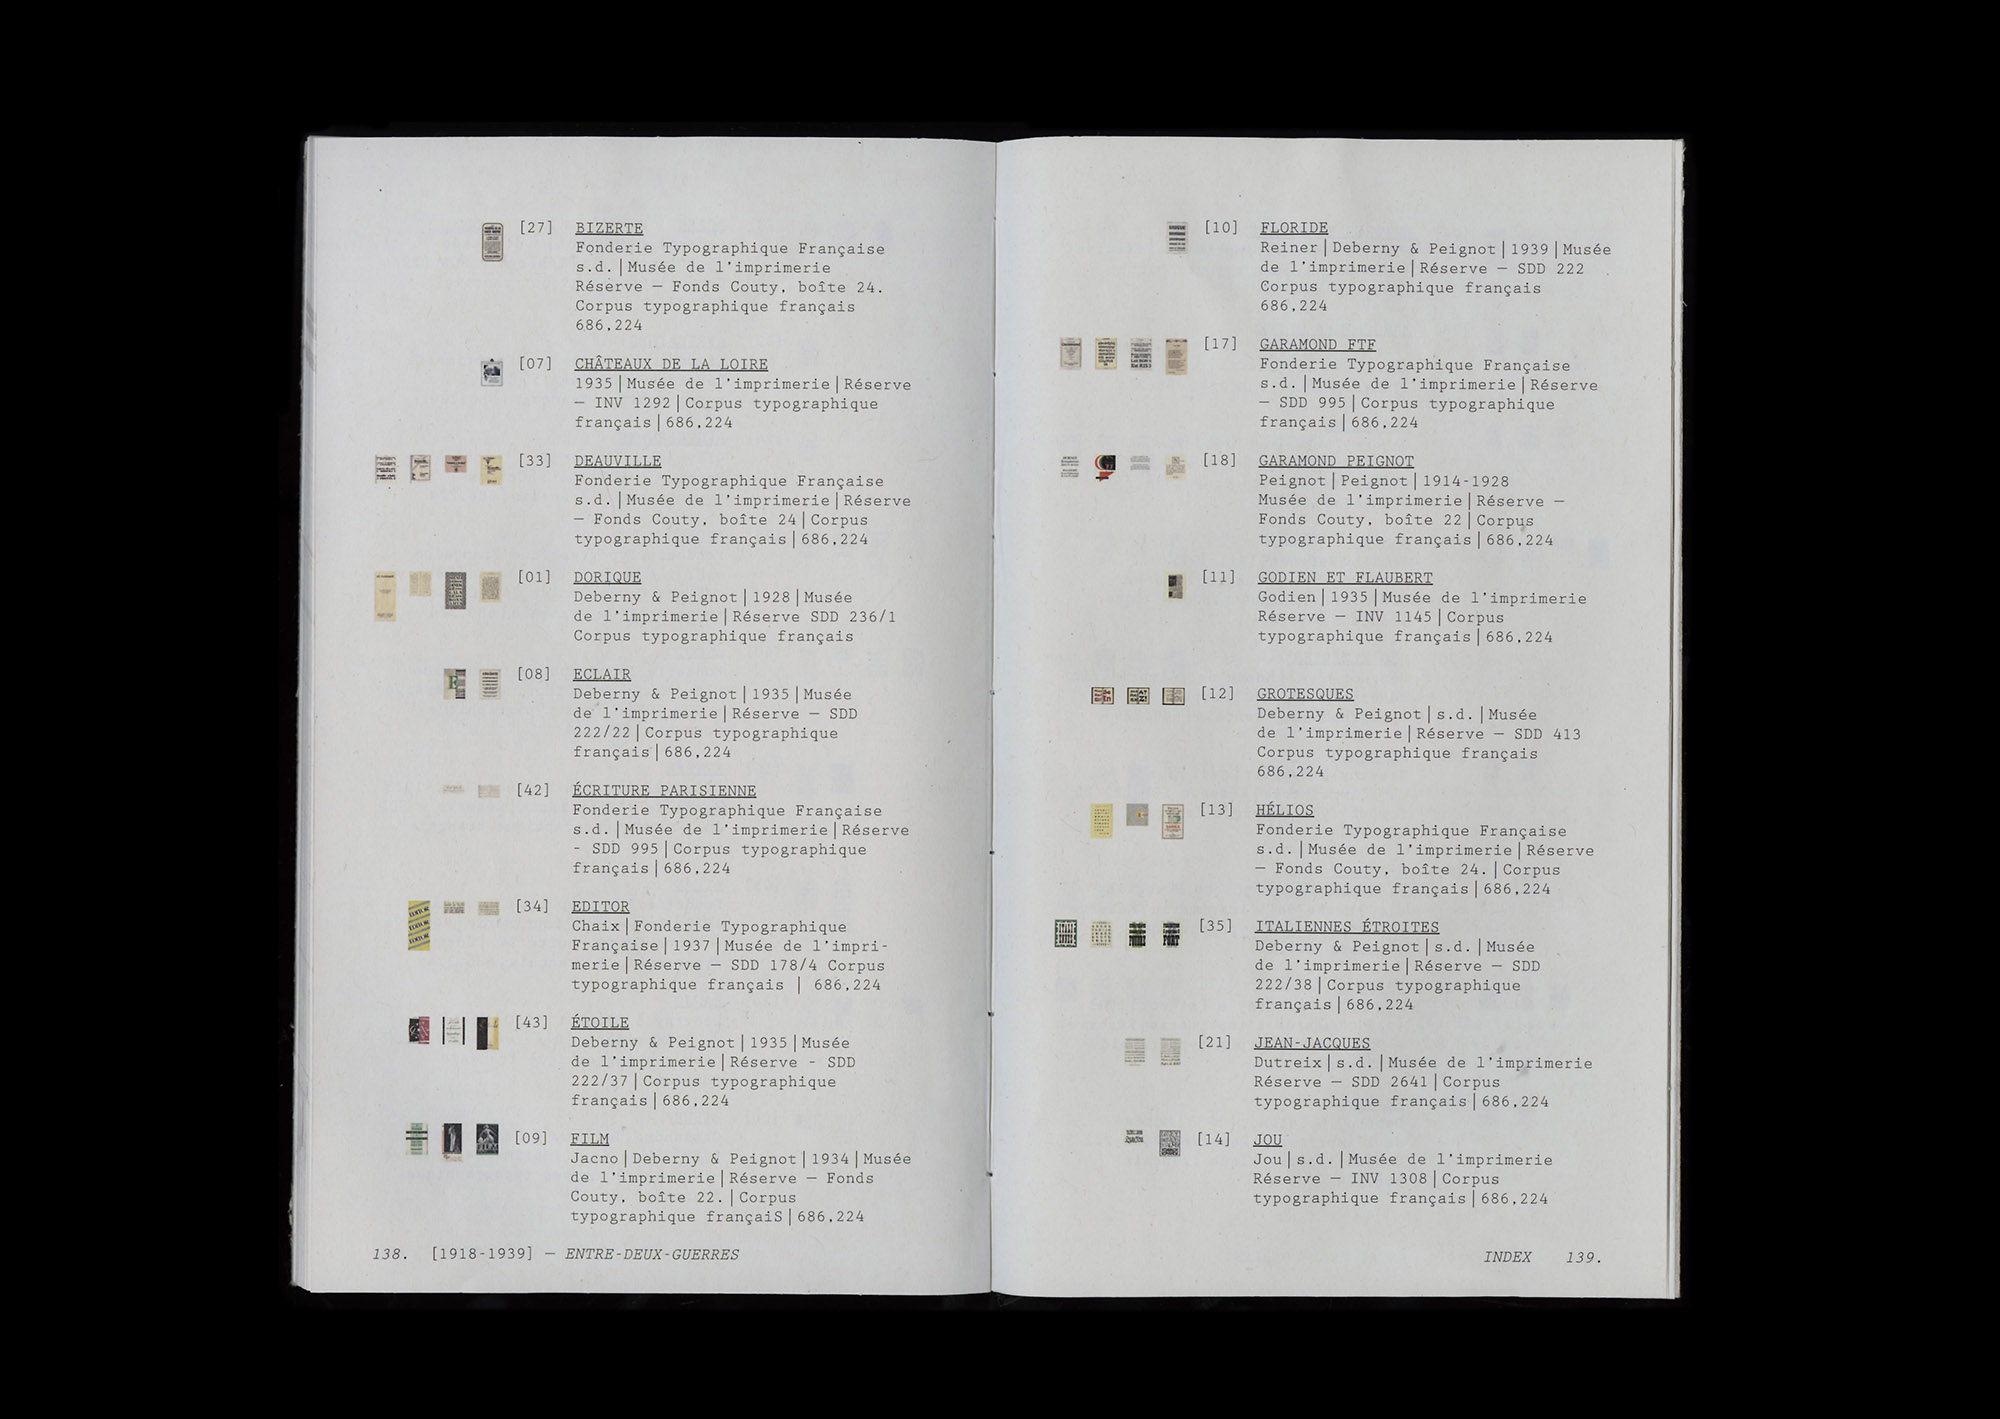 [27] BIZERTE
Fonderie Typographique Française
s.d. | Musée de l'imprimerie
Réserve — Fonds Couty, boîte 24.
Corpus typographique français
686.224
[07] CHÂTEAUX DE LA LOIRE
1935 | Musée de l'imprimerie | Réserve
— INV 1292 | Corpus typographique
français | 686.224
[33] DEAUVILLE
Fonderie Typographique Française
s.d. | Musée de l'imprimerie | Réserve
— Fonds Couty, boîte 24 | Corpus
typographique français | 686.224
[01] DORIQUE
Deberny & Peignot | 1928 | Musée
de l'imprimerie | Réserve SDD 236/1
Corpus typographique français
[08] ECLAIR
Deberny & Peignot | 1935 | Musée
de l'imprimerie | Réserve — SDD
222/22 | Corpus typographique
français | 686.224
[42] ÉCRITURE PARISIENNE
Fonderie Typographique Française
s.d. | Musée de l'imprimerie | Réserve
- SDD 995 | Corpus typographique
français | 686.224
EDITOR
EDITOR
EDITOR
[34] EDITOR
Chaix | Fonderie Typographique
Française | 1937 | Musée de l'impri-
merie | Réserve — SDD 178/4 Corpus
typographique français | 686.224
[43] ÉTOILE
Deberny & Peignot | 1935 | Musée
de l'imprimerie | Réserve - SDD
222/37 | Corpus typographique
français | 686.224
[09] FILM
Jacno | Deberny & Peignot | 1934 | Musée
de l'imprimerie | Réserve — Fonds
Couty, boîte 22. | Corpus
typographique françaiS | 686.224
138. [1918-1939] — ENTRE-DEUX-GUERRES
[10] FLORIDE
Reiner | Deberny & Peignot | 1939 | Musée
de l'imprimerie | Réserve — SDD 222
Corpus typographique français
686.224
[17] GARAMOND FTF
Fonderie Typographique Française
s.d. | Musée de l'imprimerie | Réserve
— SDD 995 | Corpus typographique
français | 686.224
[18] GARAMOND PEIGNOT
Peignot | Peignot | 1914-1928
Musée de l'imprimerie | Réserve —
Fonds Couty, boîte 22 | Corpus
typographique français | 686.224
[11] GODIEN ET FLAUBERT
Godien | 1935 | Musée de l'imprimerie
Réserve — INV 1145 | Corpus
typographique français | 686.224
[12] GROTESQUES
Deberny & Peignot | s.d. | Musée
de l'imprimerie | Réserve — SDD 413
Corpus typographique français
686.224
[13] HÉLIOS
Fonderie Typographique Française
s.d. | Musée de l'imprimerie | Réserve
— Fonds Couty, boîte 24. | Corpus
typographique français | 686.224
[35] ITALIENNES ÉTROITES
Deberny & Peignot | s.d. | Musée
de l'imprimerie | Réserve — SDD
222/38 | Corpus typographique
français | 686.224
[21] JEAN-JACQUES
Dutreix | s.d. | Musée de l'imprimerie
Réserve — SDD 2641 | Corpus
typographique français | 686.224
[14] JOU
Jou | s.d. | Musée de l'imprimerie
Réserve — INV 1308 | Corpus
typographique français | 686.224
INDEX 139.